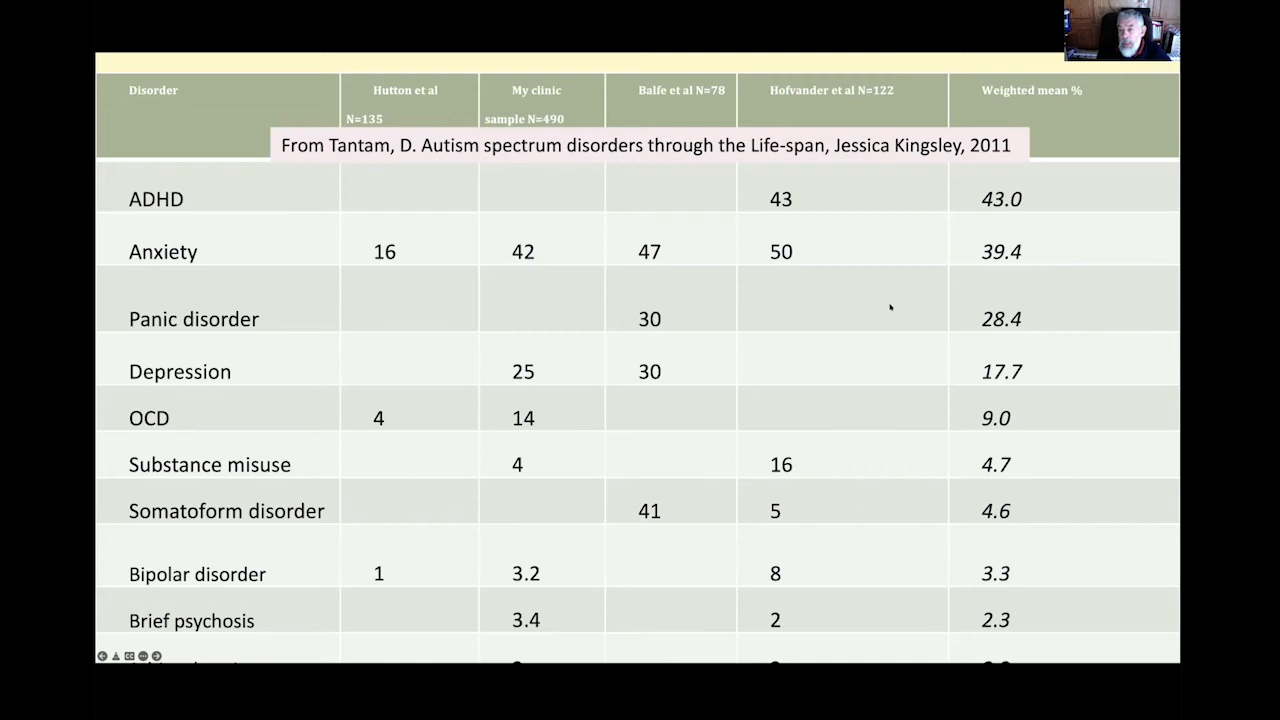 Disorder Hutton et al My clinic Balfe et al N=78 Hofvander et al N=122 Weighted mean %
N=135 sample N=490
From Tantam, D. Autism spectrum disorders through the Life-span, Jessica Kingsley, 2011
ADHD 43 43.0
Anxiety 16 42 47 50 39.4
Panic disorder 30 28.4
Depression 25 30 17.7
OCD 4 14 9.0
Substance misuse 4 16 4.7
Somatoform disorder 41 5 4.6
Bipolar disorder 1 3.2 8 3.3
Brief psychosis 3.4 2 2.3